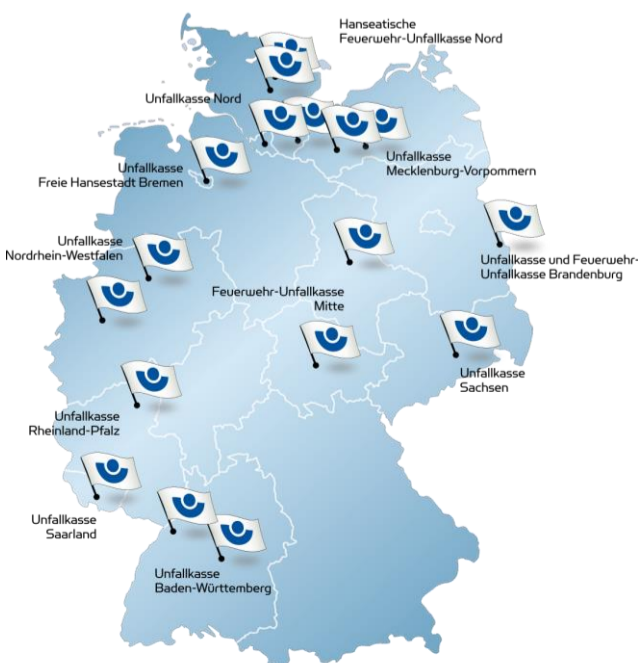 Hanseatische
Feuerwehr-Unfallkasse Nord
Unfallkasse Nord
Unfallkasse
Mecklenburg-Vorpommern
Unfallkasse
Freie Hansestadt Bremen
Unfallkasse
Nordrhein-Westfalen
Unfallkasse und Feuerwehr-
Unfallkasse Brandenburg
Feuerwehr-Unfallkasse
Mitte
Unfallkasse
Sachsen
Unfallkasse
Rheinland-Pfalz
Unfallkasse
Saarland
Unfallkasse
Baden-Württemberg